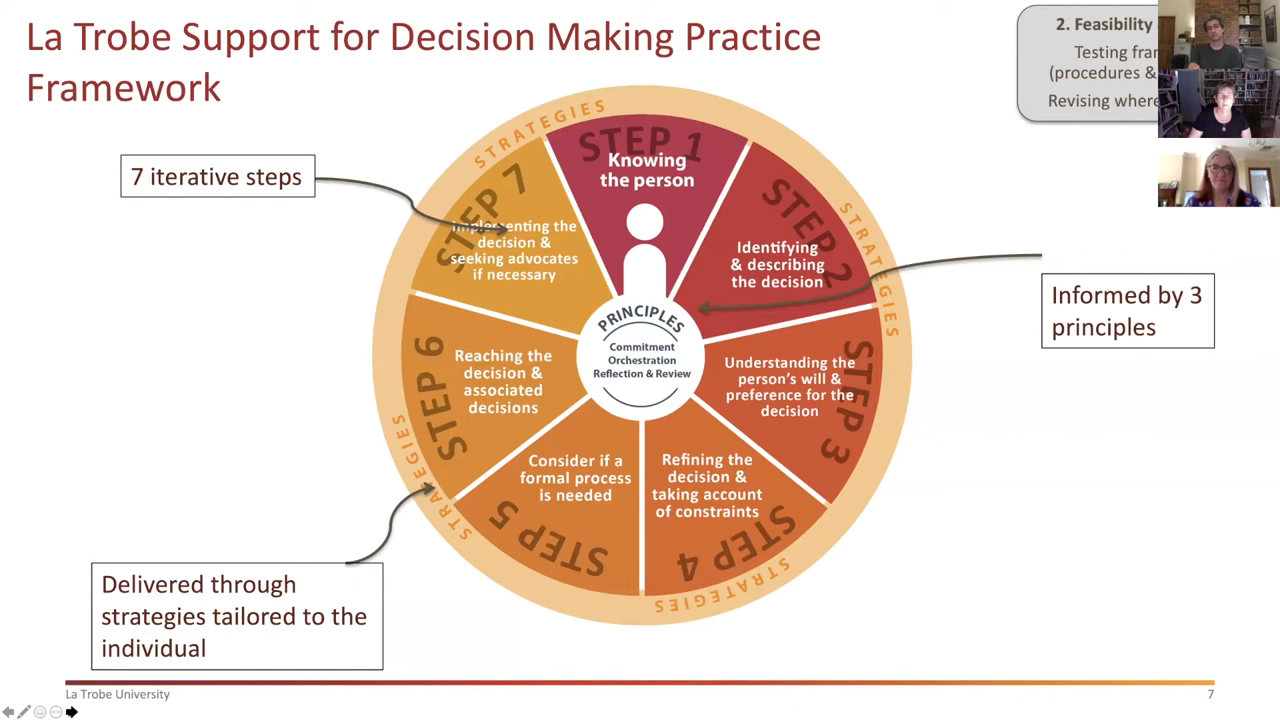 La Trobe Support for Decision Making Practice
Framework
2. Feasibility
Testing
(procedures &
Revising where
7 iterative steps
Informed by 3
principles
Delivered through
strategies tailored to the
individual
STRATEGIES
STRATEGIES
STRATEGIES
STRATEGIES
STEP 1
Knowing
the person
STEP 2
Identifying
& describing
the decision
STEP 3
Understanding the
person's will &
preference for the
decision
STEP 4
Refining the
decision &
taking account
of constraints
STEP 5
Consider if a
formal process
is needed
STEP 6
Reaching the
decision &
associated
decisions
STEP 7
Implementing the
decision &
seeking advocates
if necessary
PRINCIPLES
Commitment
Orchestration
Reflection & Review
La Trobe University
7